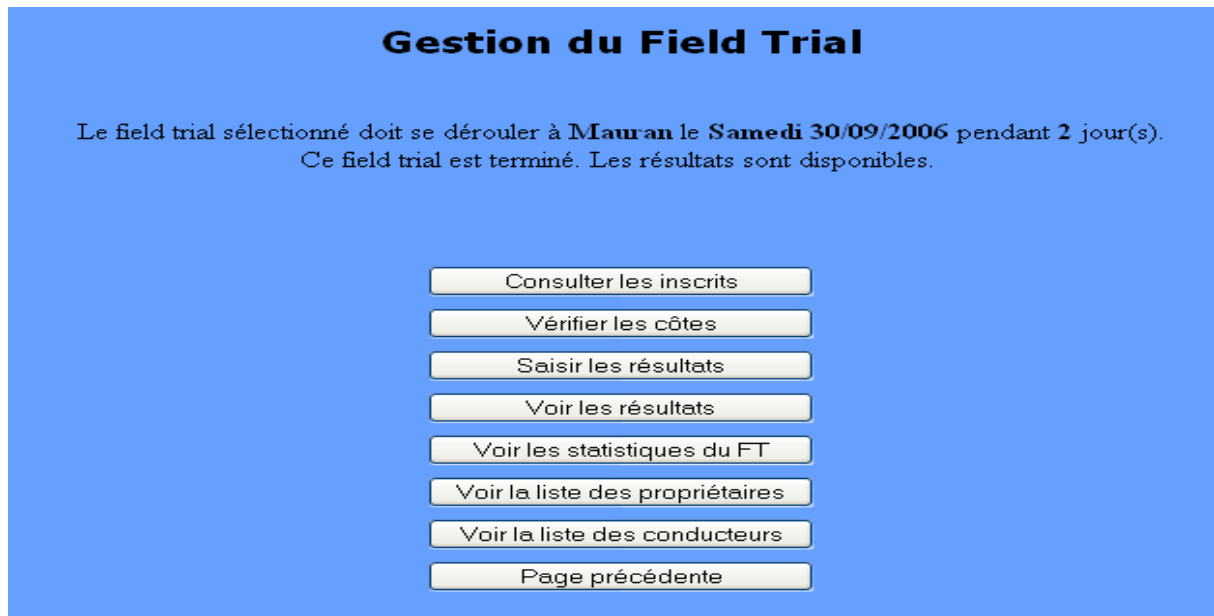 Gestion du Field Trial
Le field trial sélectionné doit se dérouler à Mauran le Samedi 30/09/2006 pendant 2 jour(s).
Ce field trial est terminé. Les résultats sont disponibles.
Consulter les inscrits
Vérifier les côtes
Saisir les résultats
Voir les résultats
Voir les statistiques du FT
Voir la liste des propriétaires
Voir la liste des conducteurs
Page précédente